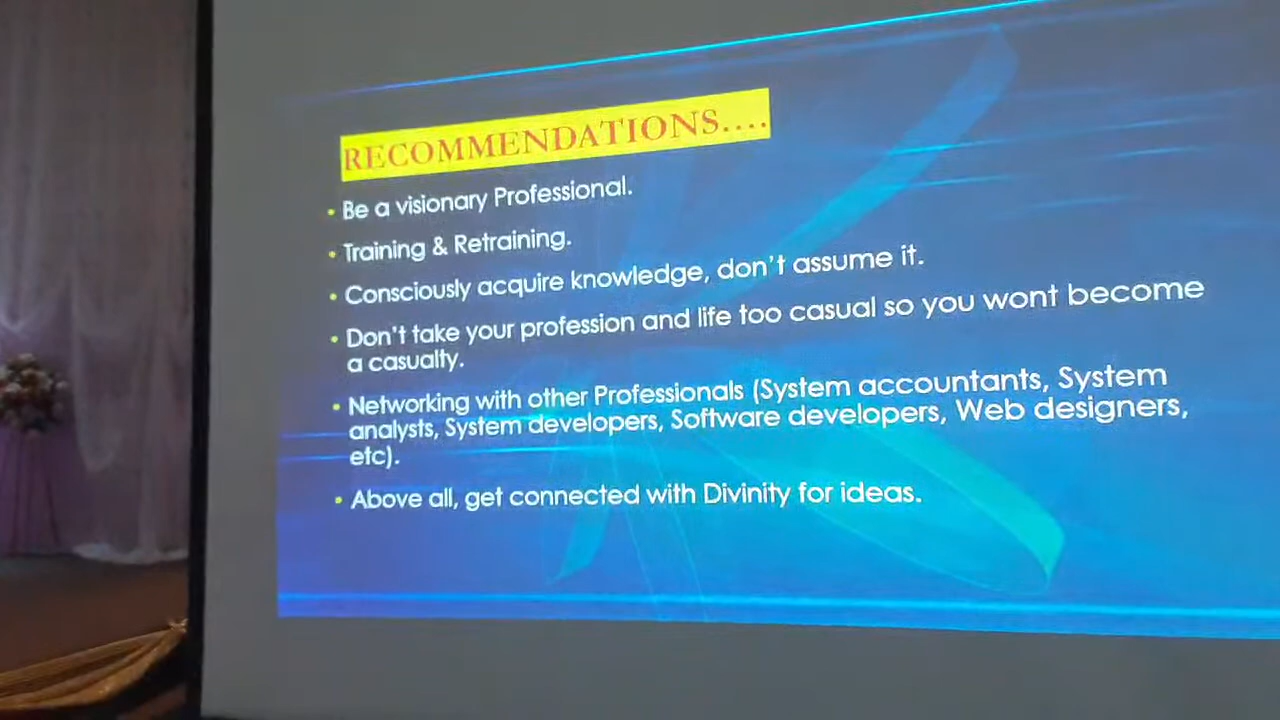 RECOMMENDATIONS....
• Be a visionary Professional.
• Training & Retraining.
• Consciously acquire knowledge, don't assume it.
• Don't take your profession and life too casual so you wont become
a casualty.
• Networking with other Professionals (System accountants, System
analysts, System developers, Software developers, Web designers,
etc).
• Above all, get connected with Divinity for ideas.